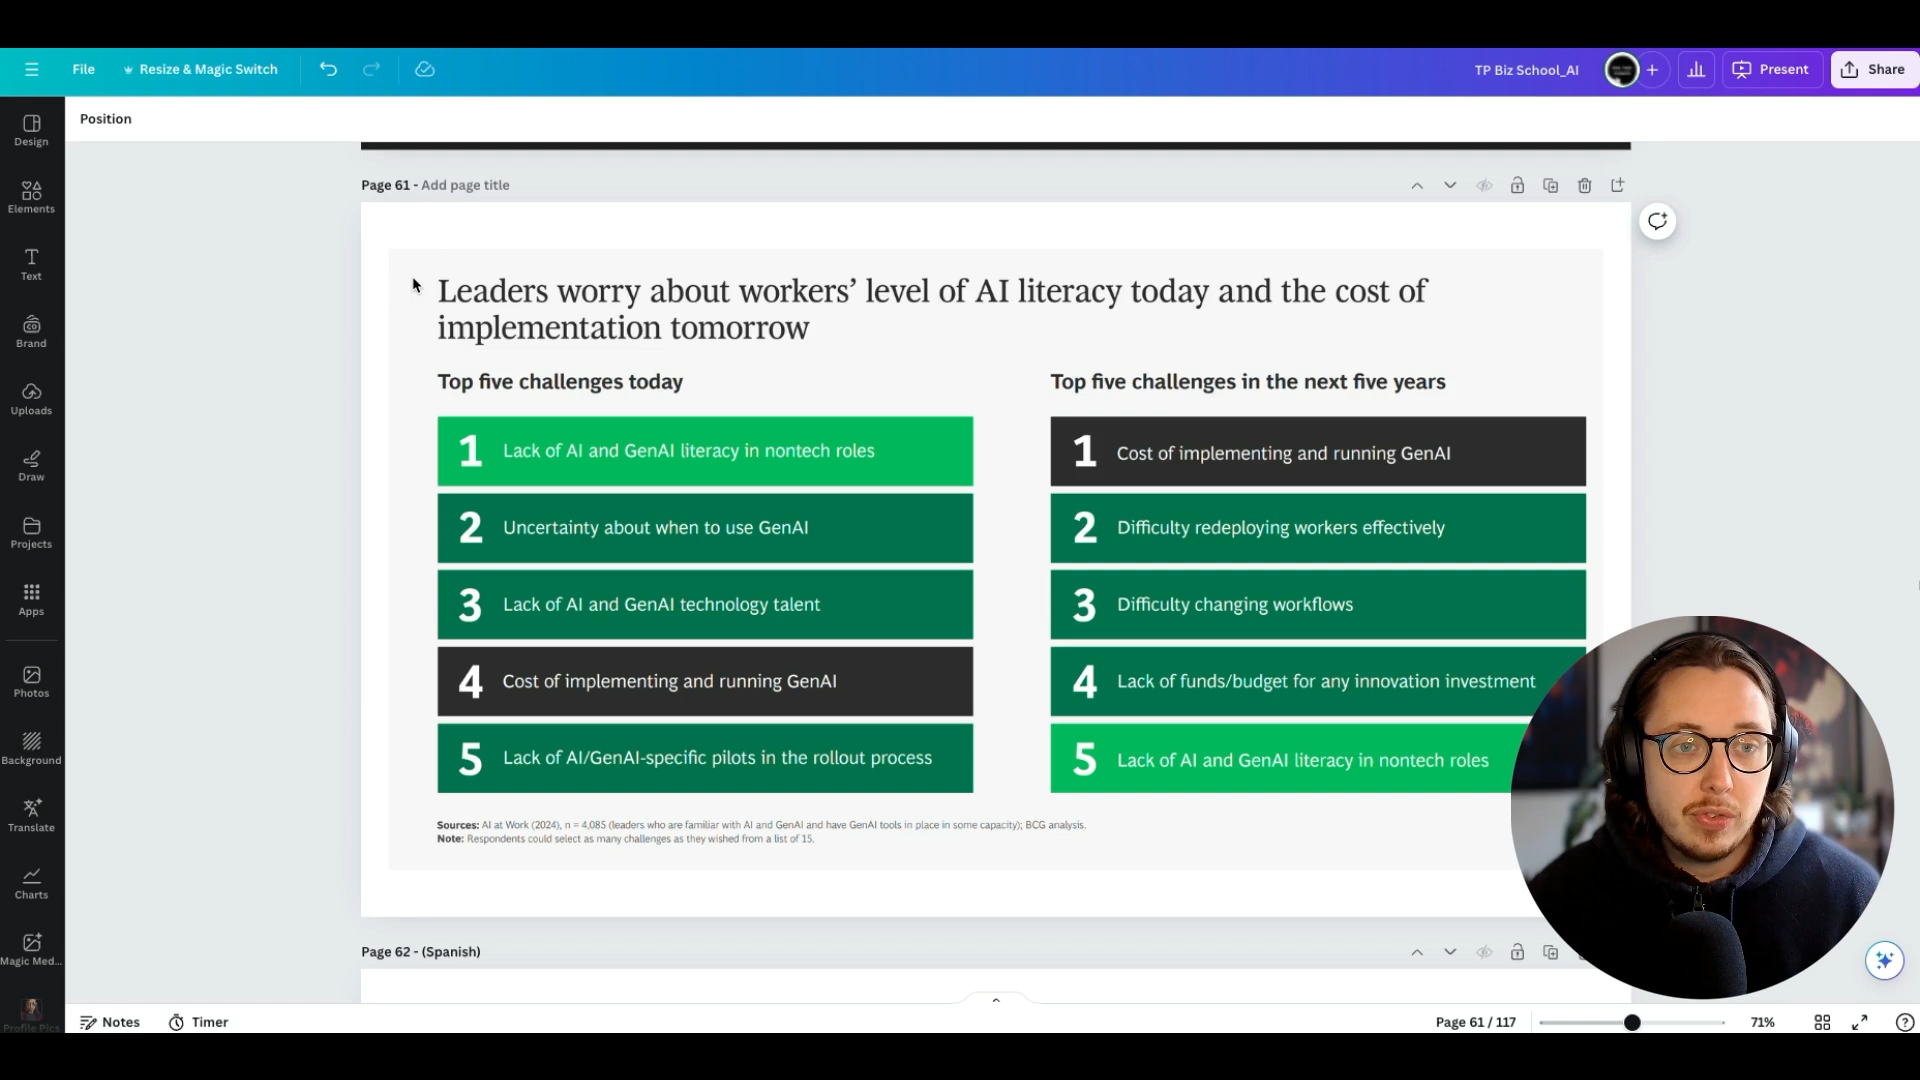 File
Resize & Magic Switch
TP Biz School_AI
Present
Share
Position
Design
Elements
Text
Brand
Uploads
Draw
Projects
Apps
Photos
Background
Translate
Charts
Magic Med...
Profile Pics
Page 61 - Add page title
Leaders worry about workers’ level of AI literacy today and the cost of
implementation tomorrow
Top five challenges today
1 Lack of AI and GenAI literacy in nontech roles
2 Uncertainty about when to use GenAI
3 Lack of AI and GenAI technology talent
4 Cost of implementing and running GenAI
5 Lack of AI/GenAI-specific pilots in the rollout process
Top five challenges in the next five years
1 Cost of implementing and running GenAI
2 Difficulty redeploying workers effectively
3 Difficulty changing workflows
4 Lack of funds/budget for any innovation investment
5 Lack of AI and GenAI literacy in nontech roles
Sources: AI at Work (2024), n = 4,085 (leaders who are familiar with AI and GenAI and have GenAI tools in place in some capacity); BCG analysis.
Note: Respondents could select as many challenges as they wished from a list of 15.
Page 62 - (Spanish)
Notes
Timer
Page 61 / 117
71%